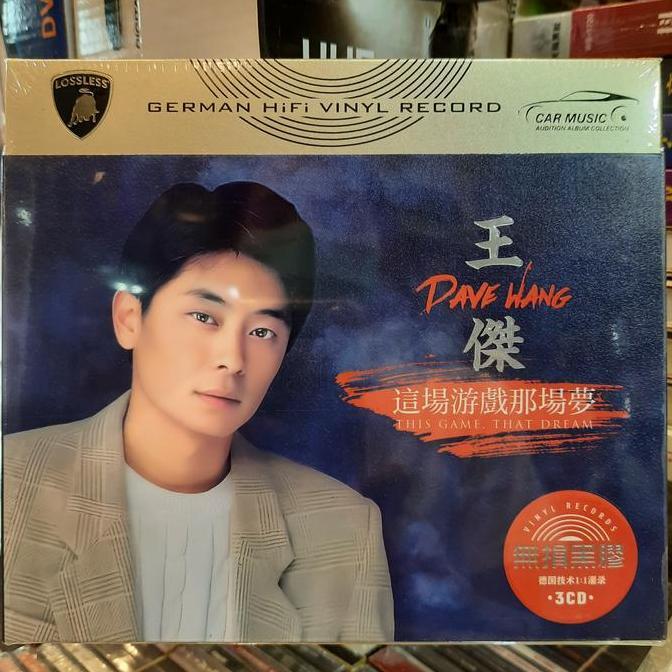 LOSSLESS
GERMAN HiFi VINYL RECORD
CAR MUSIC
AUDITION ALBUM COLLECTION
王
DAVE WANG
傑
這場游戲那場夢
THIS GAME, THAT DREAM
VINYL RECORDS
無損黑膠
德国技术1:1灌录
•3CD•